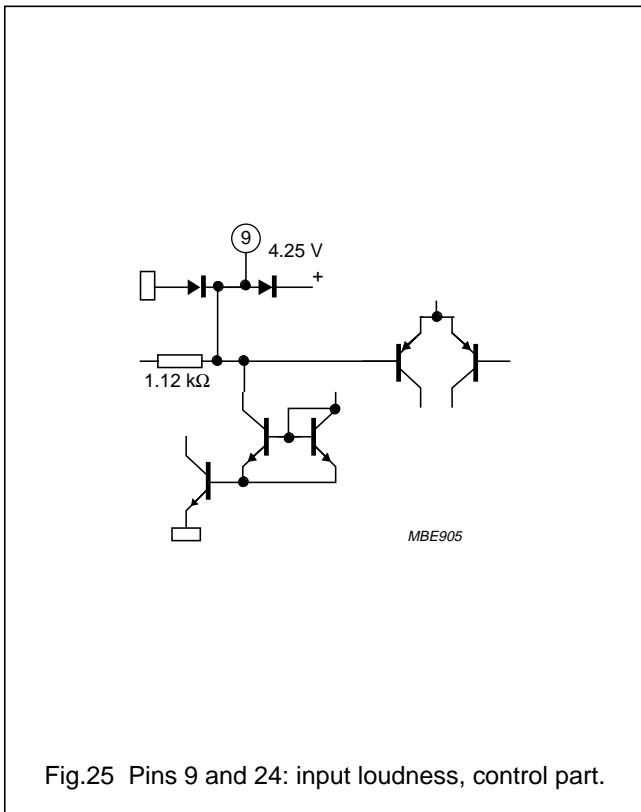 9
4.25 V
+
1.12 kΩ
MBE905
Fig.25 Pins 9 and 24: input loudness, control part.